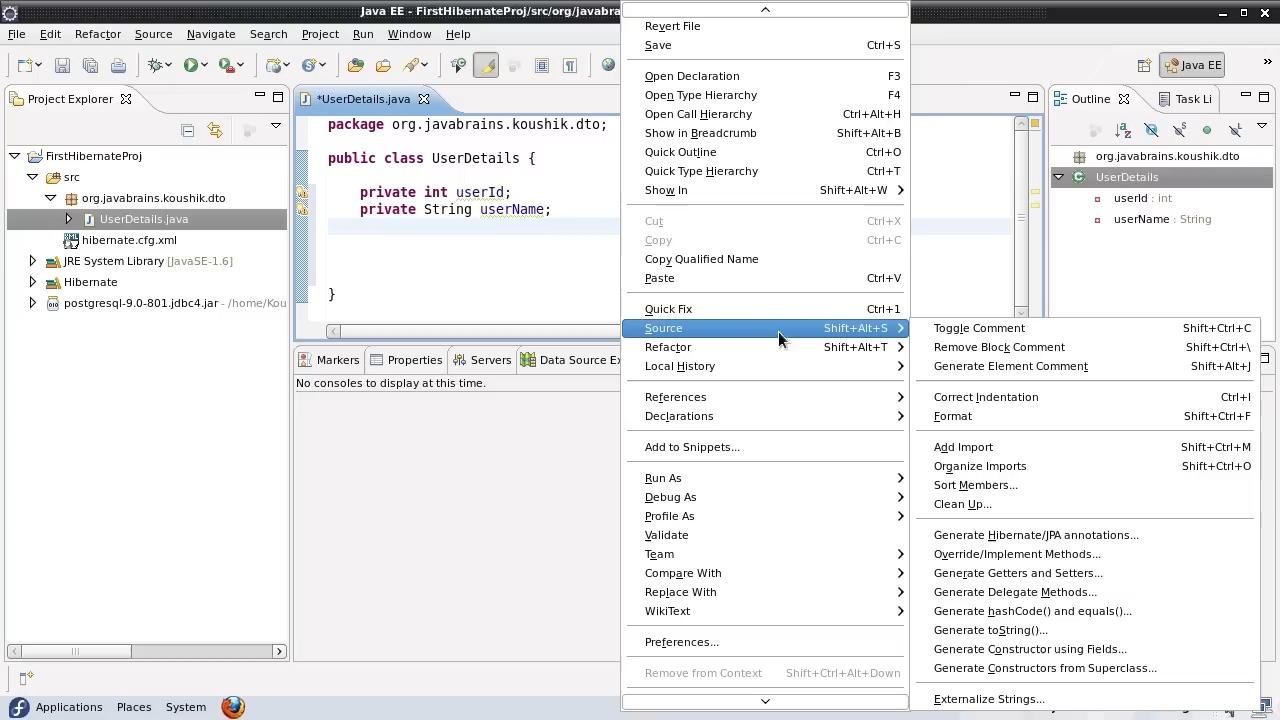 Java EE - FirstHibernateProj/src/org/javabra
File Edit Refactor Source Navigate Search Project Run Window Help
Java EE
Project Explorer
FirstHibernateProj
src
org.javabrains.koushik.dto
UserDetails.java
hibernate.cfg.xml
JRE System Library [JavaSE-1.6]
Hibernate
postgresql-9.0-801.jdbc4.jar - /home/Kou
*UserDetails.java
package org.javabrains.koushik.dto;
public class UserDetails {
private int userId;
private String userName;
}
Markers Properties Servers Data Source Ex
No consoles to display at this time.
Revert File
Save Ctrl+S
Open Declaration F3
Open Type Hierarchy F4
Open Call Hierarchy Ctrl+Alt+H
Show in Breadcrumb Shift+Alt+B
Quick Outline Ctrl+O
Quick Type Hierarchy Ctrl+T
Show In Shift+Alt+W
Cut Ctrl+X
Copy Ctrl+C
Copy Qualified Name
Paste Ctrl+V
Quick Fix Ctrl+1
Source Shift+Alt+S
Refactor Shift+Alt+T
Local History
References
Declarations
Add to Snippets...
Run As
Debug As
Profile As
Validate
Team
Compare With
Replace With
WikiText
Preferences...
Remove from Context Shift+Ctrl+Alt+Down
Outline Task Li
org.javabrains.koushik.dto
UserDetails
userId : int
userName : String
Toggle Comment Shift+Ctrl+C
Remove Block Comment Shift+Ctrl+\
Generate Element Comment Shift+Alt+J
Correct Indentation Ctrl+I
Format Shift+Ctrl+F
Add Import Shift+Ctrl+M
Organize Imports Shift+Ctrl+O
Sort Members...
Clean Up...
Generate Hibernate/JPA annotations...
Override/Implement Methods...
Generate Getters and Setters...
Generate Delegate Methods...
Generate hashCode() and equals()...
Generate toString()...
Generate Constructor using Fields...
Generate Constructors from Superclass...
Externalize Strings...
Applications Places System